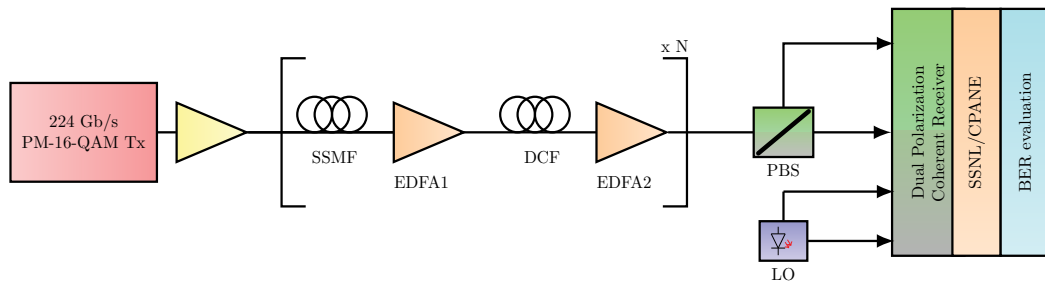 224 Gb/s
PM-16-QAM Tx
SSMF
EDFA1
DCF
EDFA2
x N
PBS
LO
Dual Polarization
Coherent Receiver
SSNL/CPANE
BER evaluation